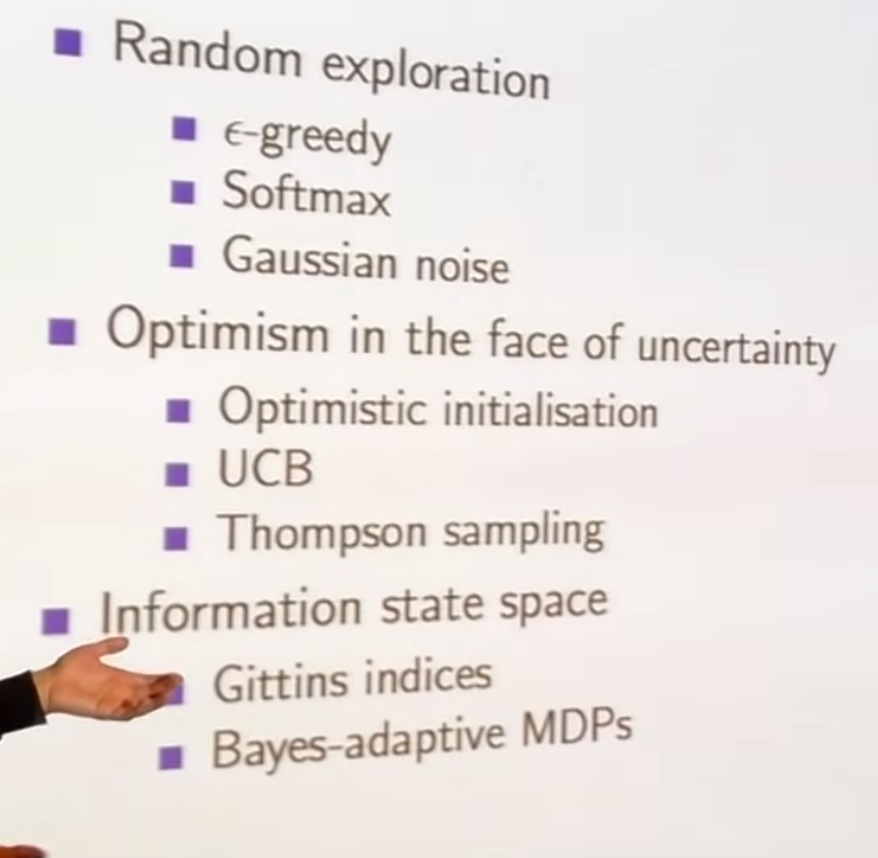 Random exploration
ϵ-greedy
Softmax
Gaussian noise
Optimism in the face of uncertainty
Optimistic initialisation
UCB
Thompson sampling
Information state space
Gittins indices
Bayes-adaptive MDPs